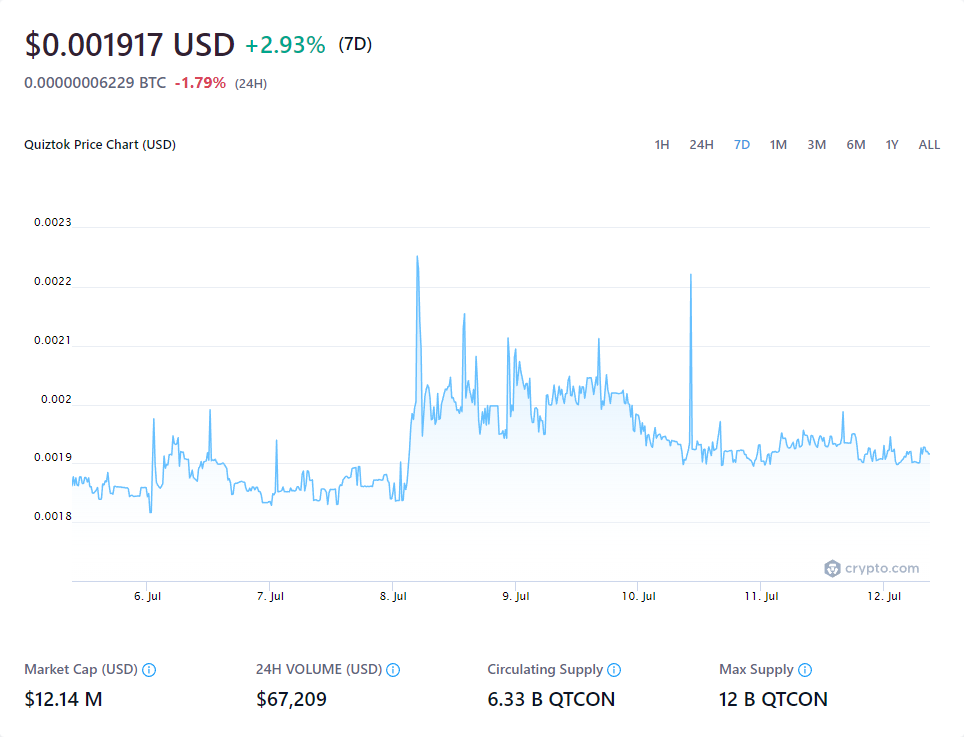 $0.001917 USD +2.93% (7D)
0.00000006229 BTC -1.79% (24H)
Quiztok Price Chart (USD) 1H 24H 7D 1M 3M 6M 1Y ALL
0.0023
0.0022
0.0021
0.002
0.0019
0.0018
crypto.com
6. Jul 7. Jul 8. Jul 9. Jul 10. Jul 11. Jul 12. Jul
Market Cap (USD) 24H VOLUME (USD) Circulating Supply Max Supply
$12.14 M $67,209 6.33 B QTCON 12 B QTCON